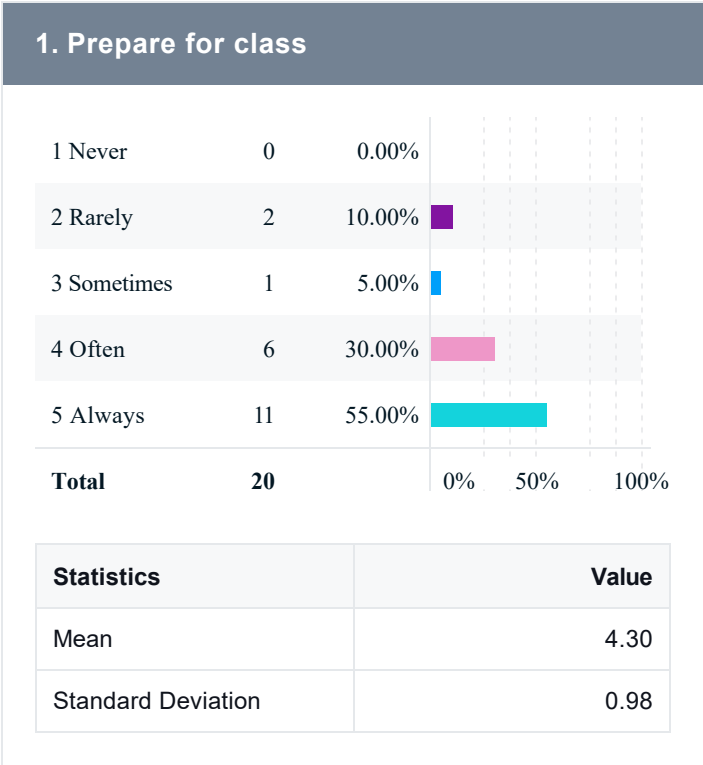 1. Prepare for class
1 Never 0 0.00%
2 Rarely 2 10.00%
3 Sometimes 1 5.00%
4 Often 6 30.00%
5 Always 11 55.00%
Total 20 0% 50% 100%
Statistics Value
Mean 4.30
Standard Deviation 0.98